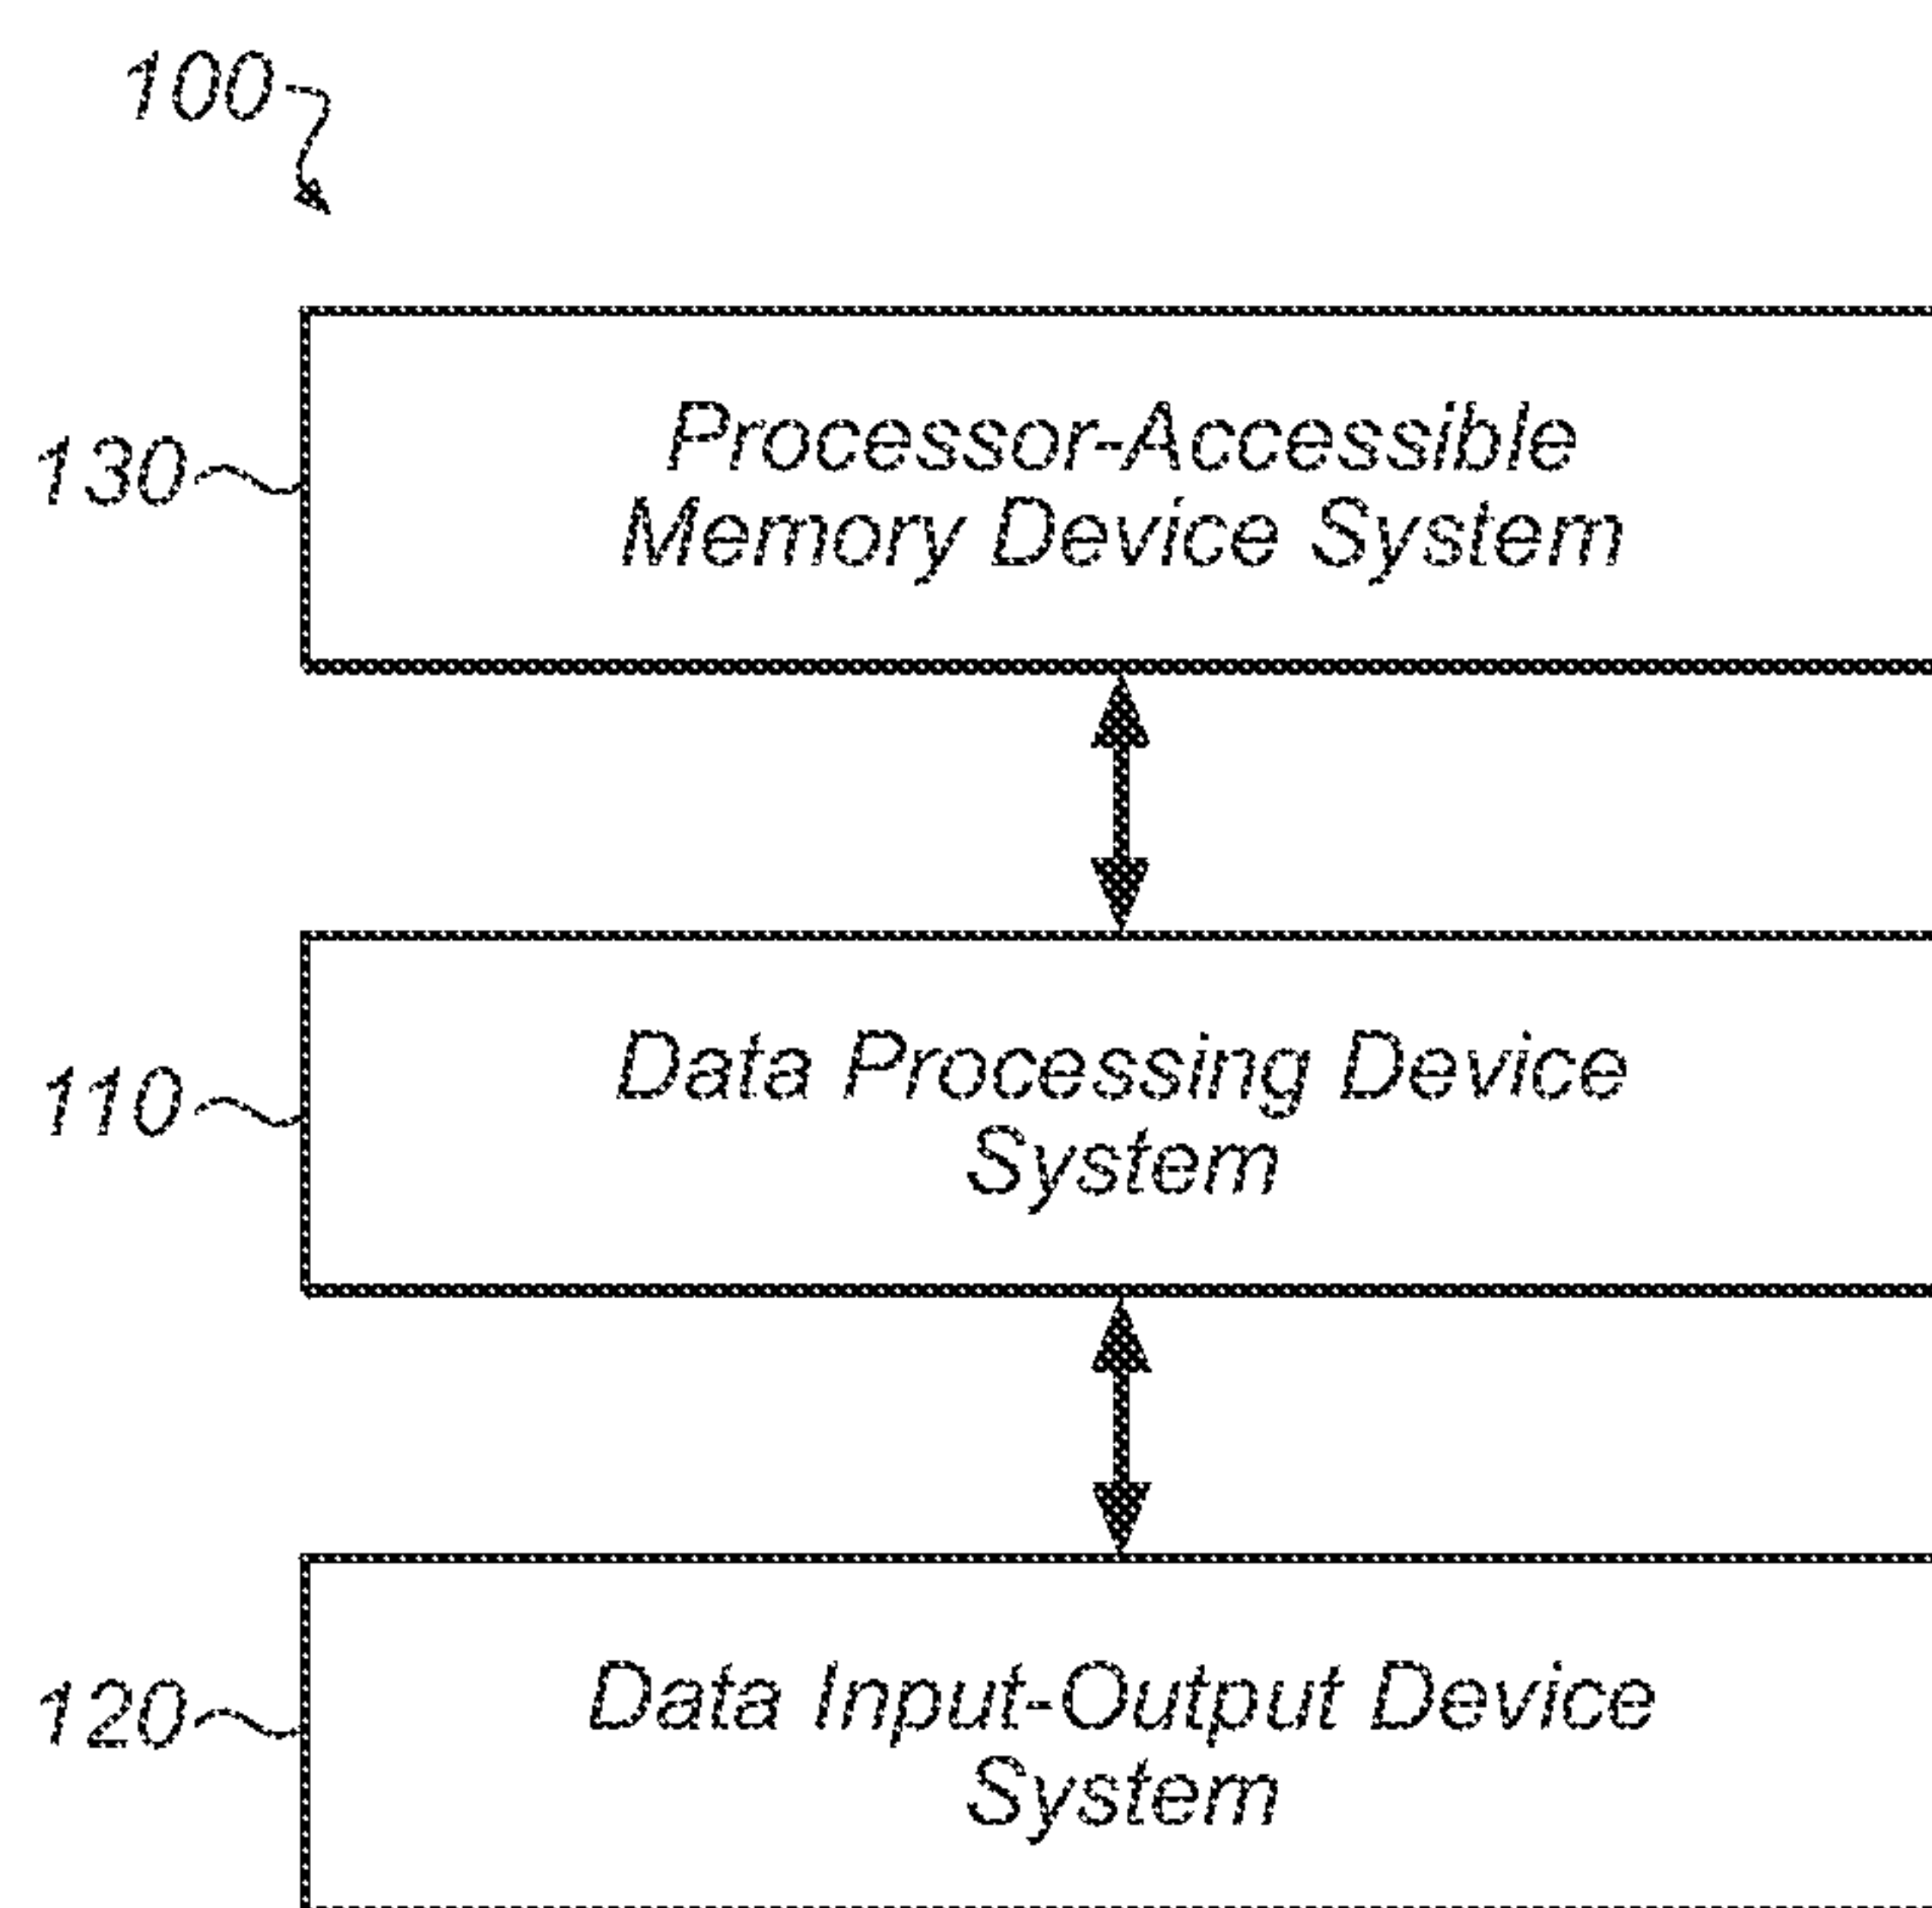 100
130
Processor-Accessible
Memory Device System
110
Data Processing Device
System
120
Data Input-Output Device
System